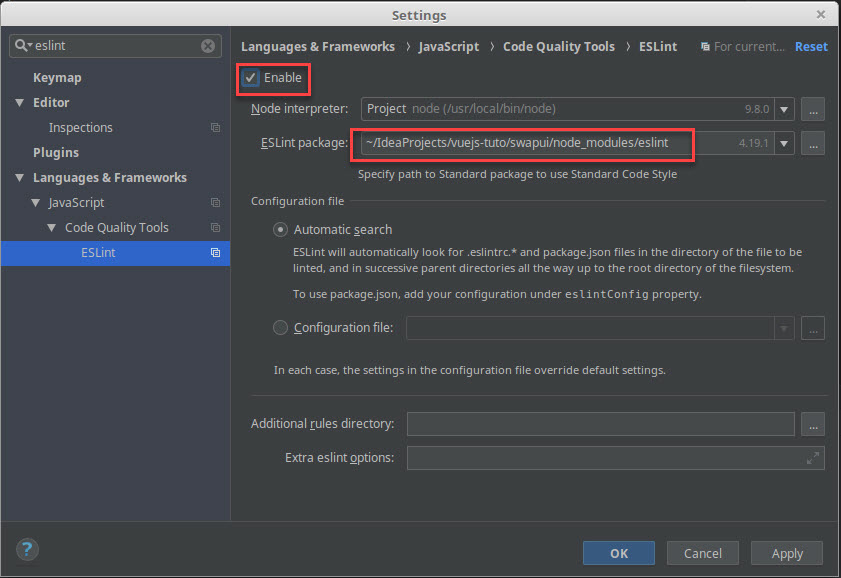 Settings
eslint
Languages & Frameworks › JavaScript › Code Quality Tools › ESLint For current... Reset
Keymap
Editor
Inspections
Plugins
Languages & Frameworks
JavaScript
Code Quality Tools
ESLint
Enable
Node interpreter: Project node (/usr/local/bin/node) 9.8.0 ...
ESLint package: ~/IdeaProjects/vuejs-tuto/swapui/node_modules/eslint 4.19.1 ...
Specify path to Standard package to use Standard Code Style
Configuration file
Automatic search
ESLint will automatically look for .eslintrc.* and package.json files in the directory of the file to be
linted, and in successive parent directories all the way up to the root directory of the filesystem.
To use package.json, add your configuration under eslintConfig property.
Configuration file: ...
In each case, the settings in the configuration file override default settings.
Additional rules directory: ...
Extra eslint options:
?
OK Cancel Apply